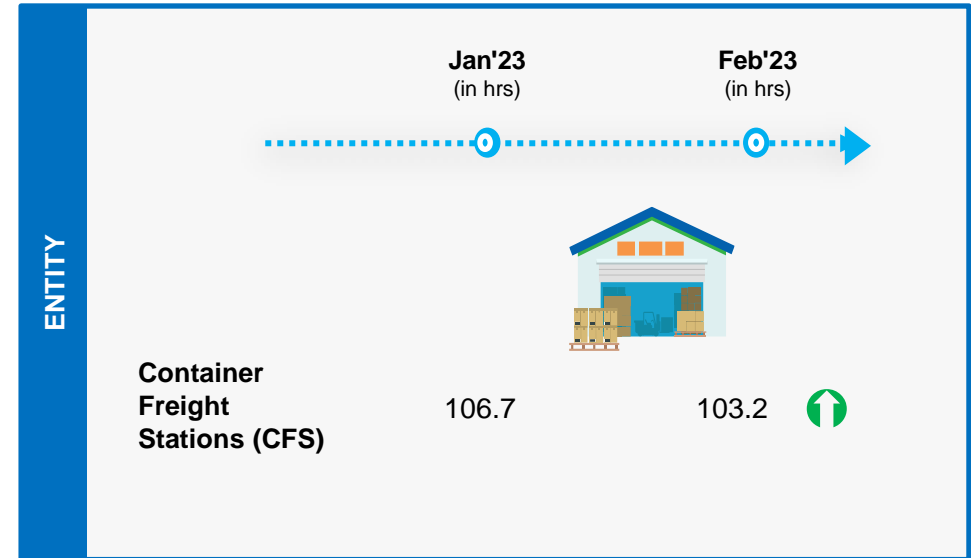 ENTITY
Jan'23
(in hrs)
Feb'23
(in hrs)
Container
Freight
Stations (CFS)
106.7
103.2